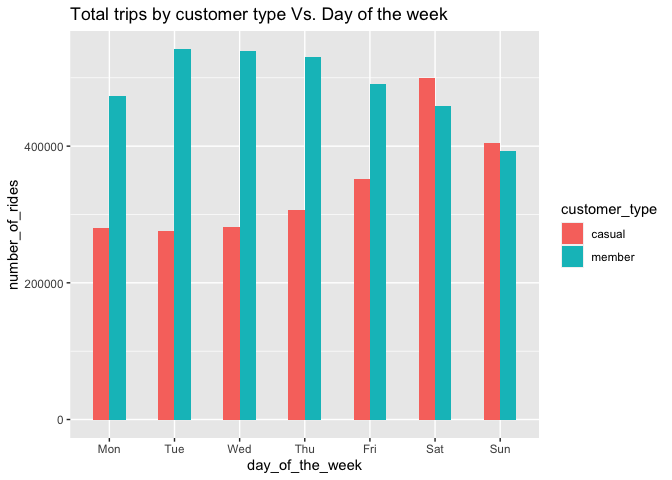 Total trips by customer type Vs. Day of the week
number_of_rides
400000
200000
0
Mon Tue Wed Thu Fri Sat Sun
day_of_the_week
customer_type
casual
member